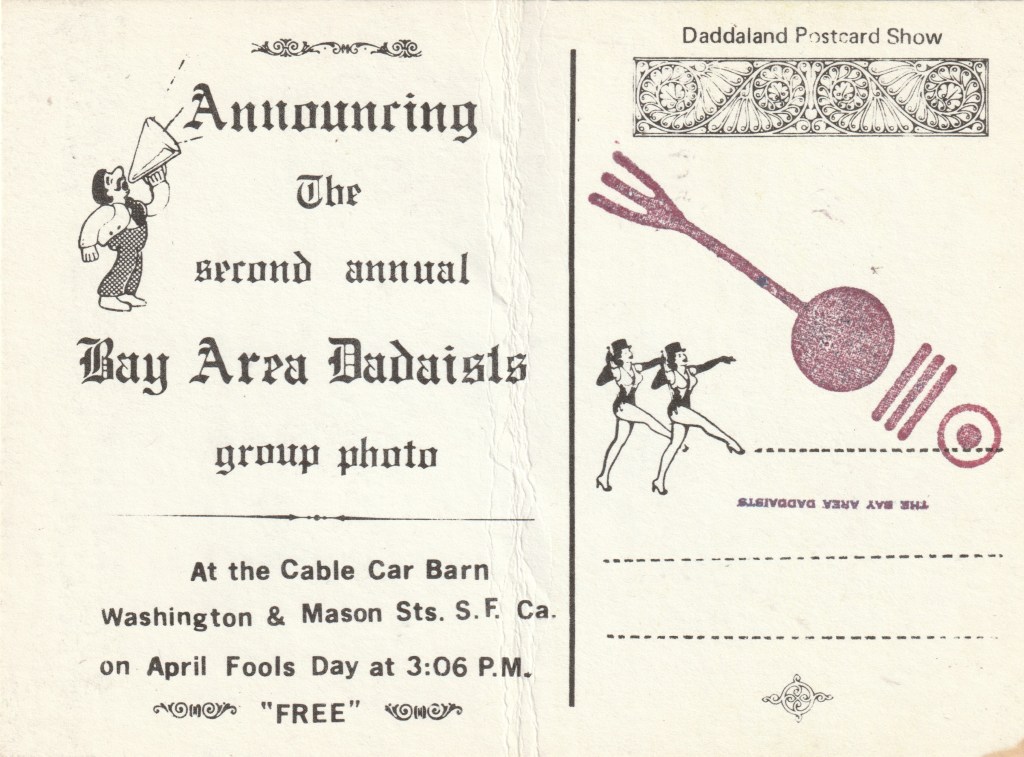 Announcing
The
second annual
Bay Area Dadaists
group photo
At the Cable Car Barn
Washington & Mason Sts. S.F. Ca.
on April Fools Day at 3:06 P.M.
"FREE"
Daddaland Postcard Show
THE BAY AREA DADDAISTS